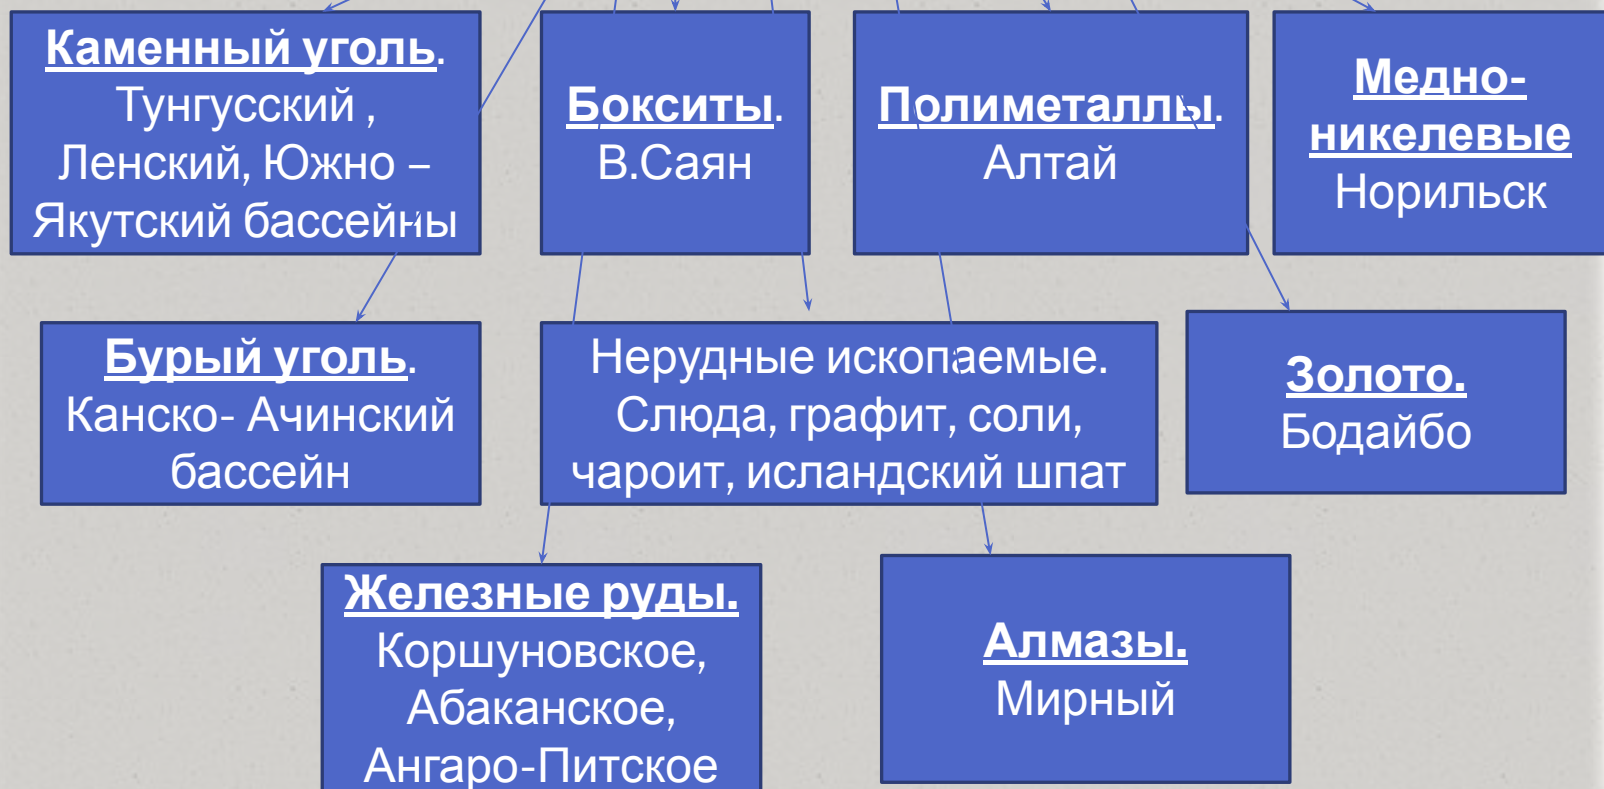 Каменный уголь.
Тунгусский ,
Ленский, Южно –
Якутский бассейны
Бокситы.
В.Саян
Полиметаллы.
Алтай
Медно-
никелевые
Норильск
Бурый уголь.
Канско- Ачинский
бассейн
Нерудные ископаемые.
Слюда, графит, соли,
чароит, исландский шпат
Золото.
Бодайбо
Железные руды.
Коршуновское,
Абаканское,
Ангаро-Питское
Алмазы.
Мирный